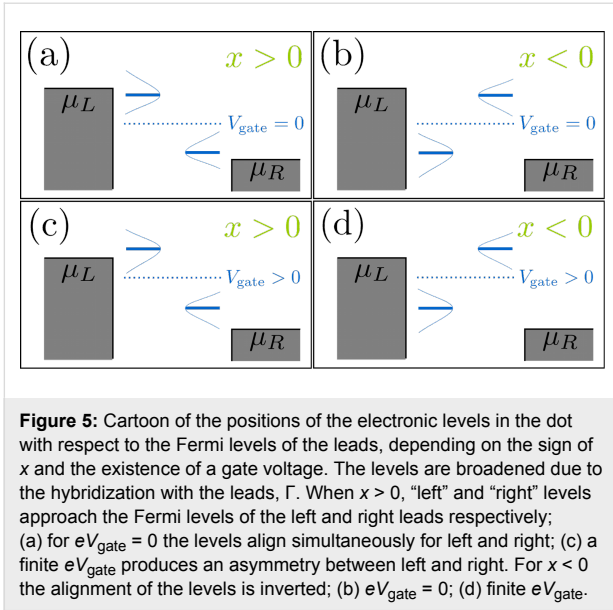 (a) x > 0
μ_L
V_gate = 0
μ_R
(b) x < 0
μ_L
V_gate = 0
μ_R
(c) x > 0
μ_L
V_gate > 0
μ_R
(d) x < 0
μ_L
V_gate > 0
μ_R
Figure 5: Cartoon of the positions of the electronic levels in the dot
with respect to the Fermi levels of the leads, depending on the sign of
x and the existence of a gate voltage. The levels are broadened due to
the hybridization with the leads, Γ. When x > 0, “left” and “right” levels
approach the Fermi levels of the left and right leads respectively;
(a) for eVgate = 0 the levels align simultaneously for left and right; (c) a
finite eVgate produces an asymmetry between left and right. For x < 0
the alignment of the levels is inverted; (b) eVgate = 0; (d) finite eVgate.